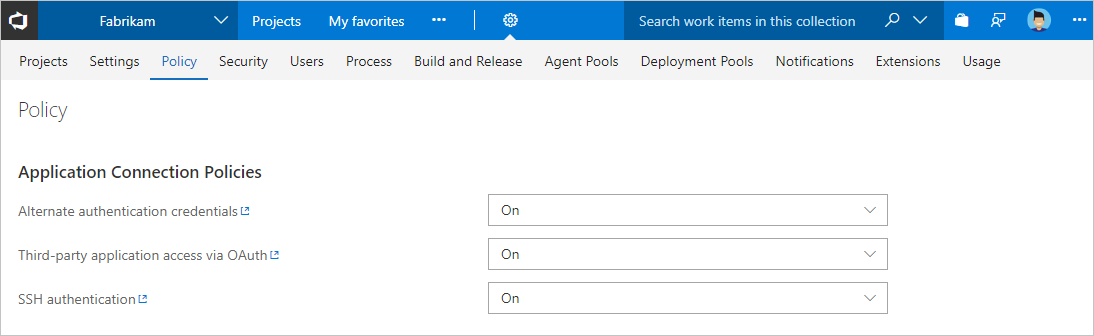 Fabrikam Projects My favorites ··· Search work items in this collection ···
Projects Settings Policy Security Users Process Build and Release Agent Pools Deployment Pools Notifications Extensions Usage
Policy
Application Connection Policies
Alternate authentication credentials On
Third-party application access via OAuth On
SSH authentication On